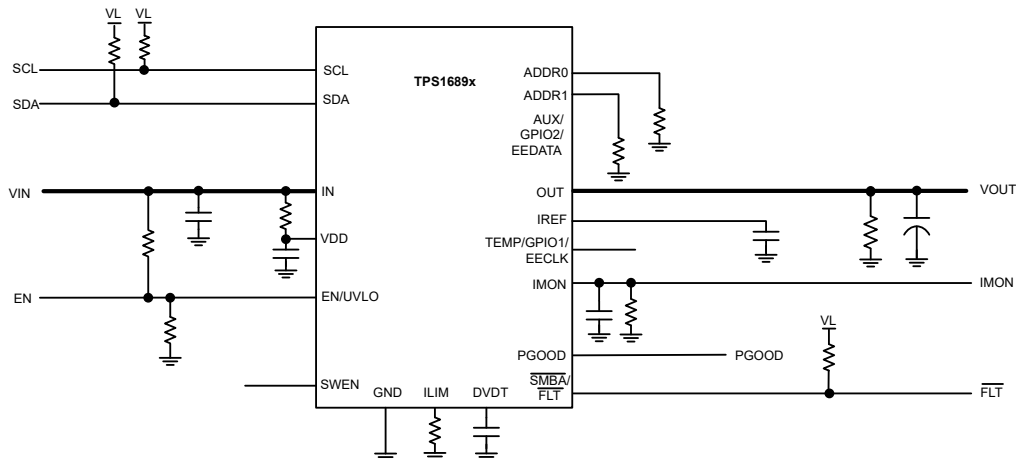 VL
VL
SCL
SCL
TPS1689x
ADDR0
SDA
SDA
ADDR1
AUX/
GPIO2/
EEDATA
VIN
IN
OUT
VOUT
IREF
VDD
TEMP/GPIO1/
EECLK
IMON
IMON
EN
EN/UVLO
VL
PGOOD
PGOOD
SWEN
GND
ILIM
DVDT
SMBA/
FLT
FLT